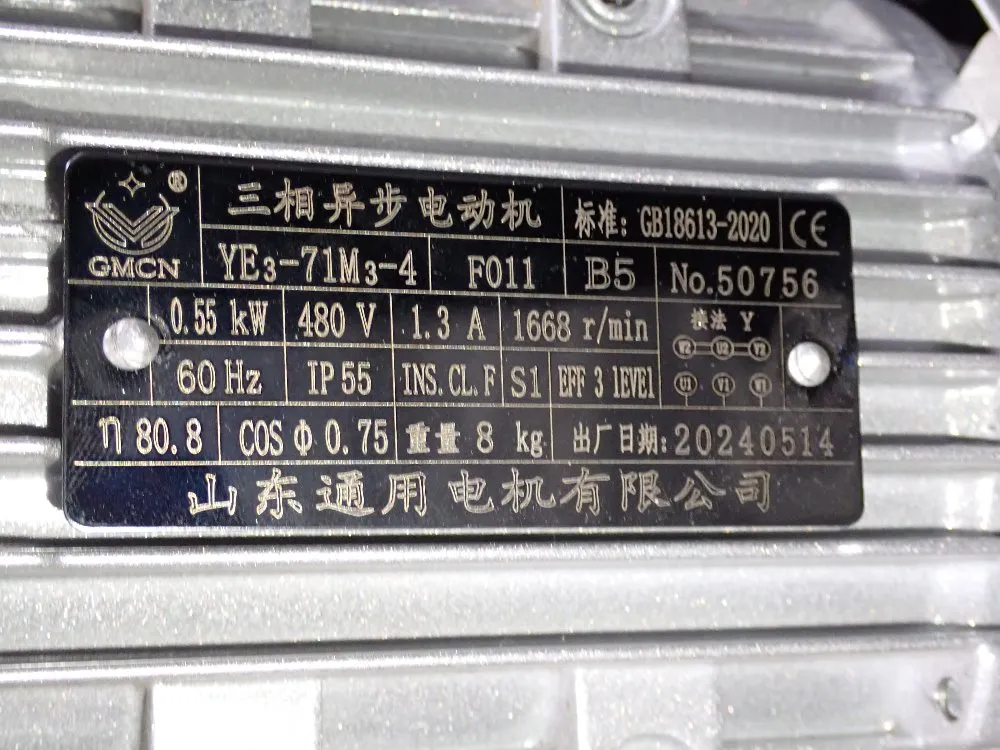 ® 三相异步电动机 标准: GB18613-2020 CE
GMCN YE3-71M3-4 F011 B5 No.50756
0.55 kW 480 V 1.3 A 1668 r/min 接法 Y
W2 U2 V2
60 Hz IP 55 INS.CL.F S1 EFF 3 lEVEl U1 V1 W1
η 80.8 COS Φ 0.75 重量 8 kg 出厂日期: 20240514
山东通用电机有限公司